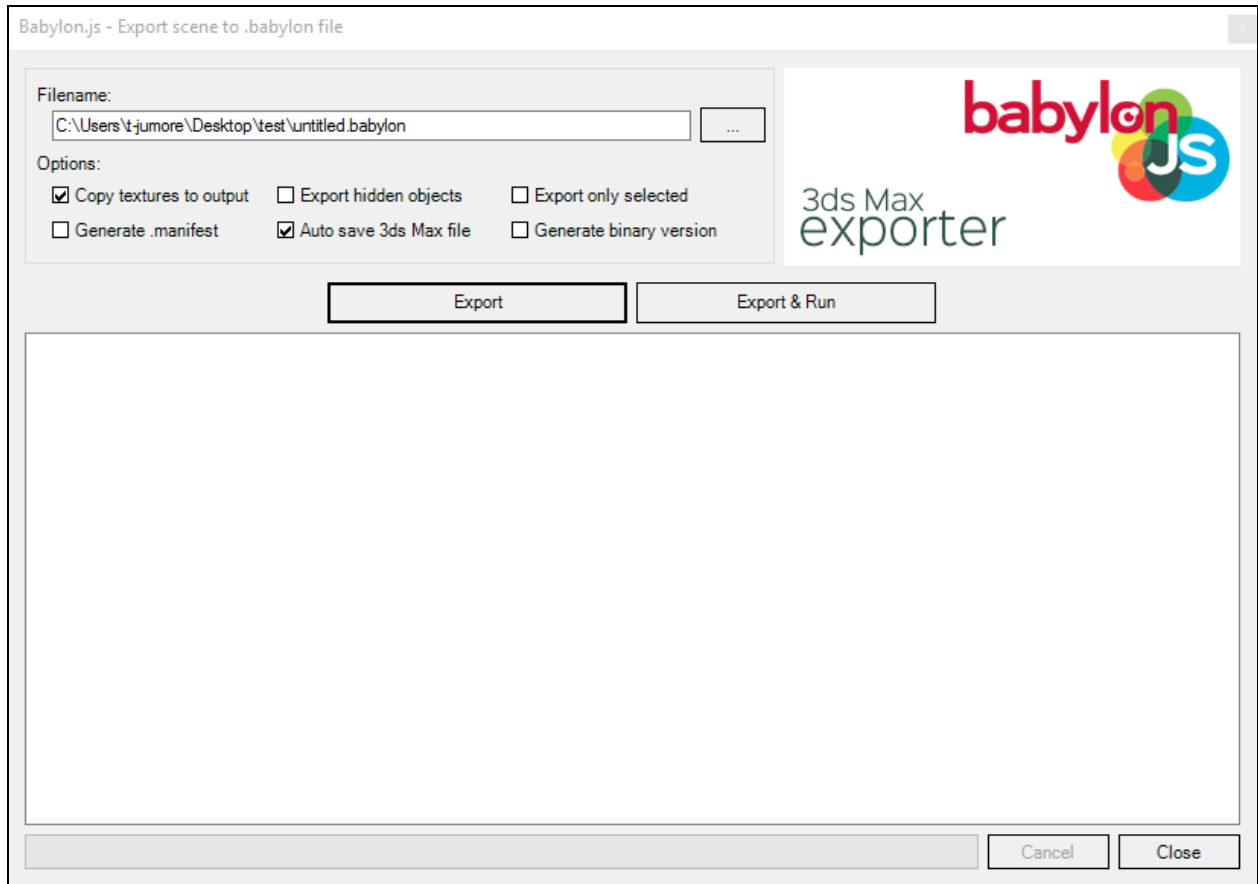 Babylon.js - Export scene to .babylon file
x
Filename:
C:\Users\t-jumore\Desktop\test\untitled.babylon
...
Options:
Copy textures to output
Export hidden objects
Export only selected
Generate .manifest
Auto save 3ds Max file
Generate binary version
babylon
JS
3ds Max
exporter
Export
Export & Run
Cancel
Close